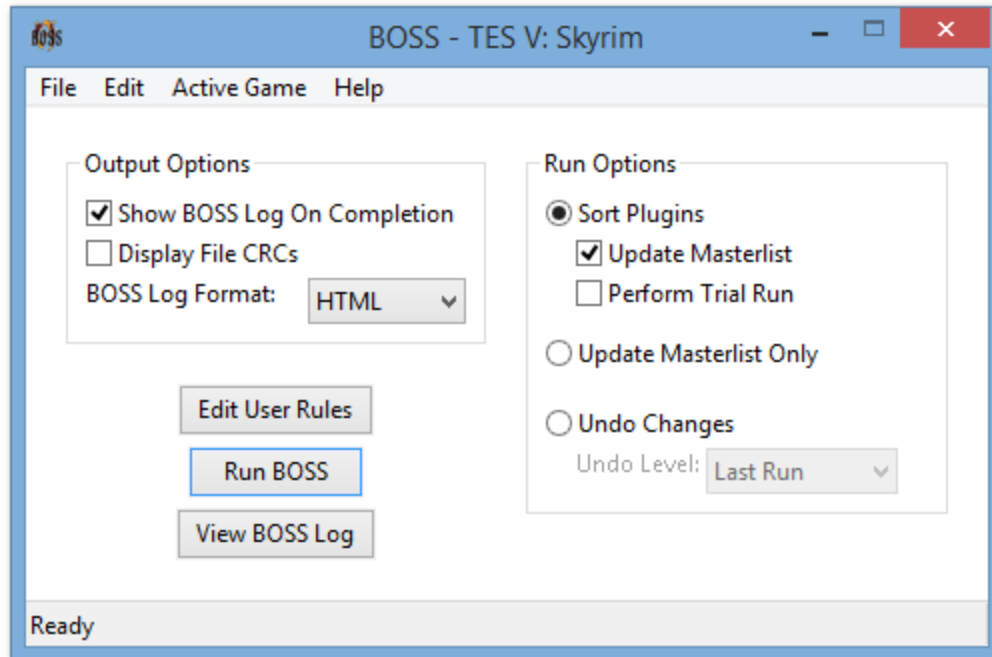 BOSS
BOSS - TES V: Skyrim
File Edit Active Game Help
Output Options
Show BOSS Log On Completion
Display File CRCs
BOSS Log Format: HTML
Edit User Rules
Run BOSS
View BOSS Log
Run Options
Sort Plugins
Update Masterlist
Perform Trial Run
Update Masterlist Only
Undo Changes
Undo Level: Last Run
Ready